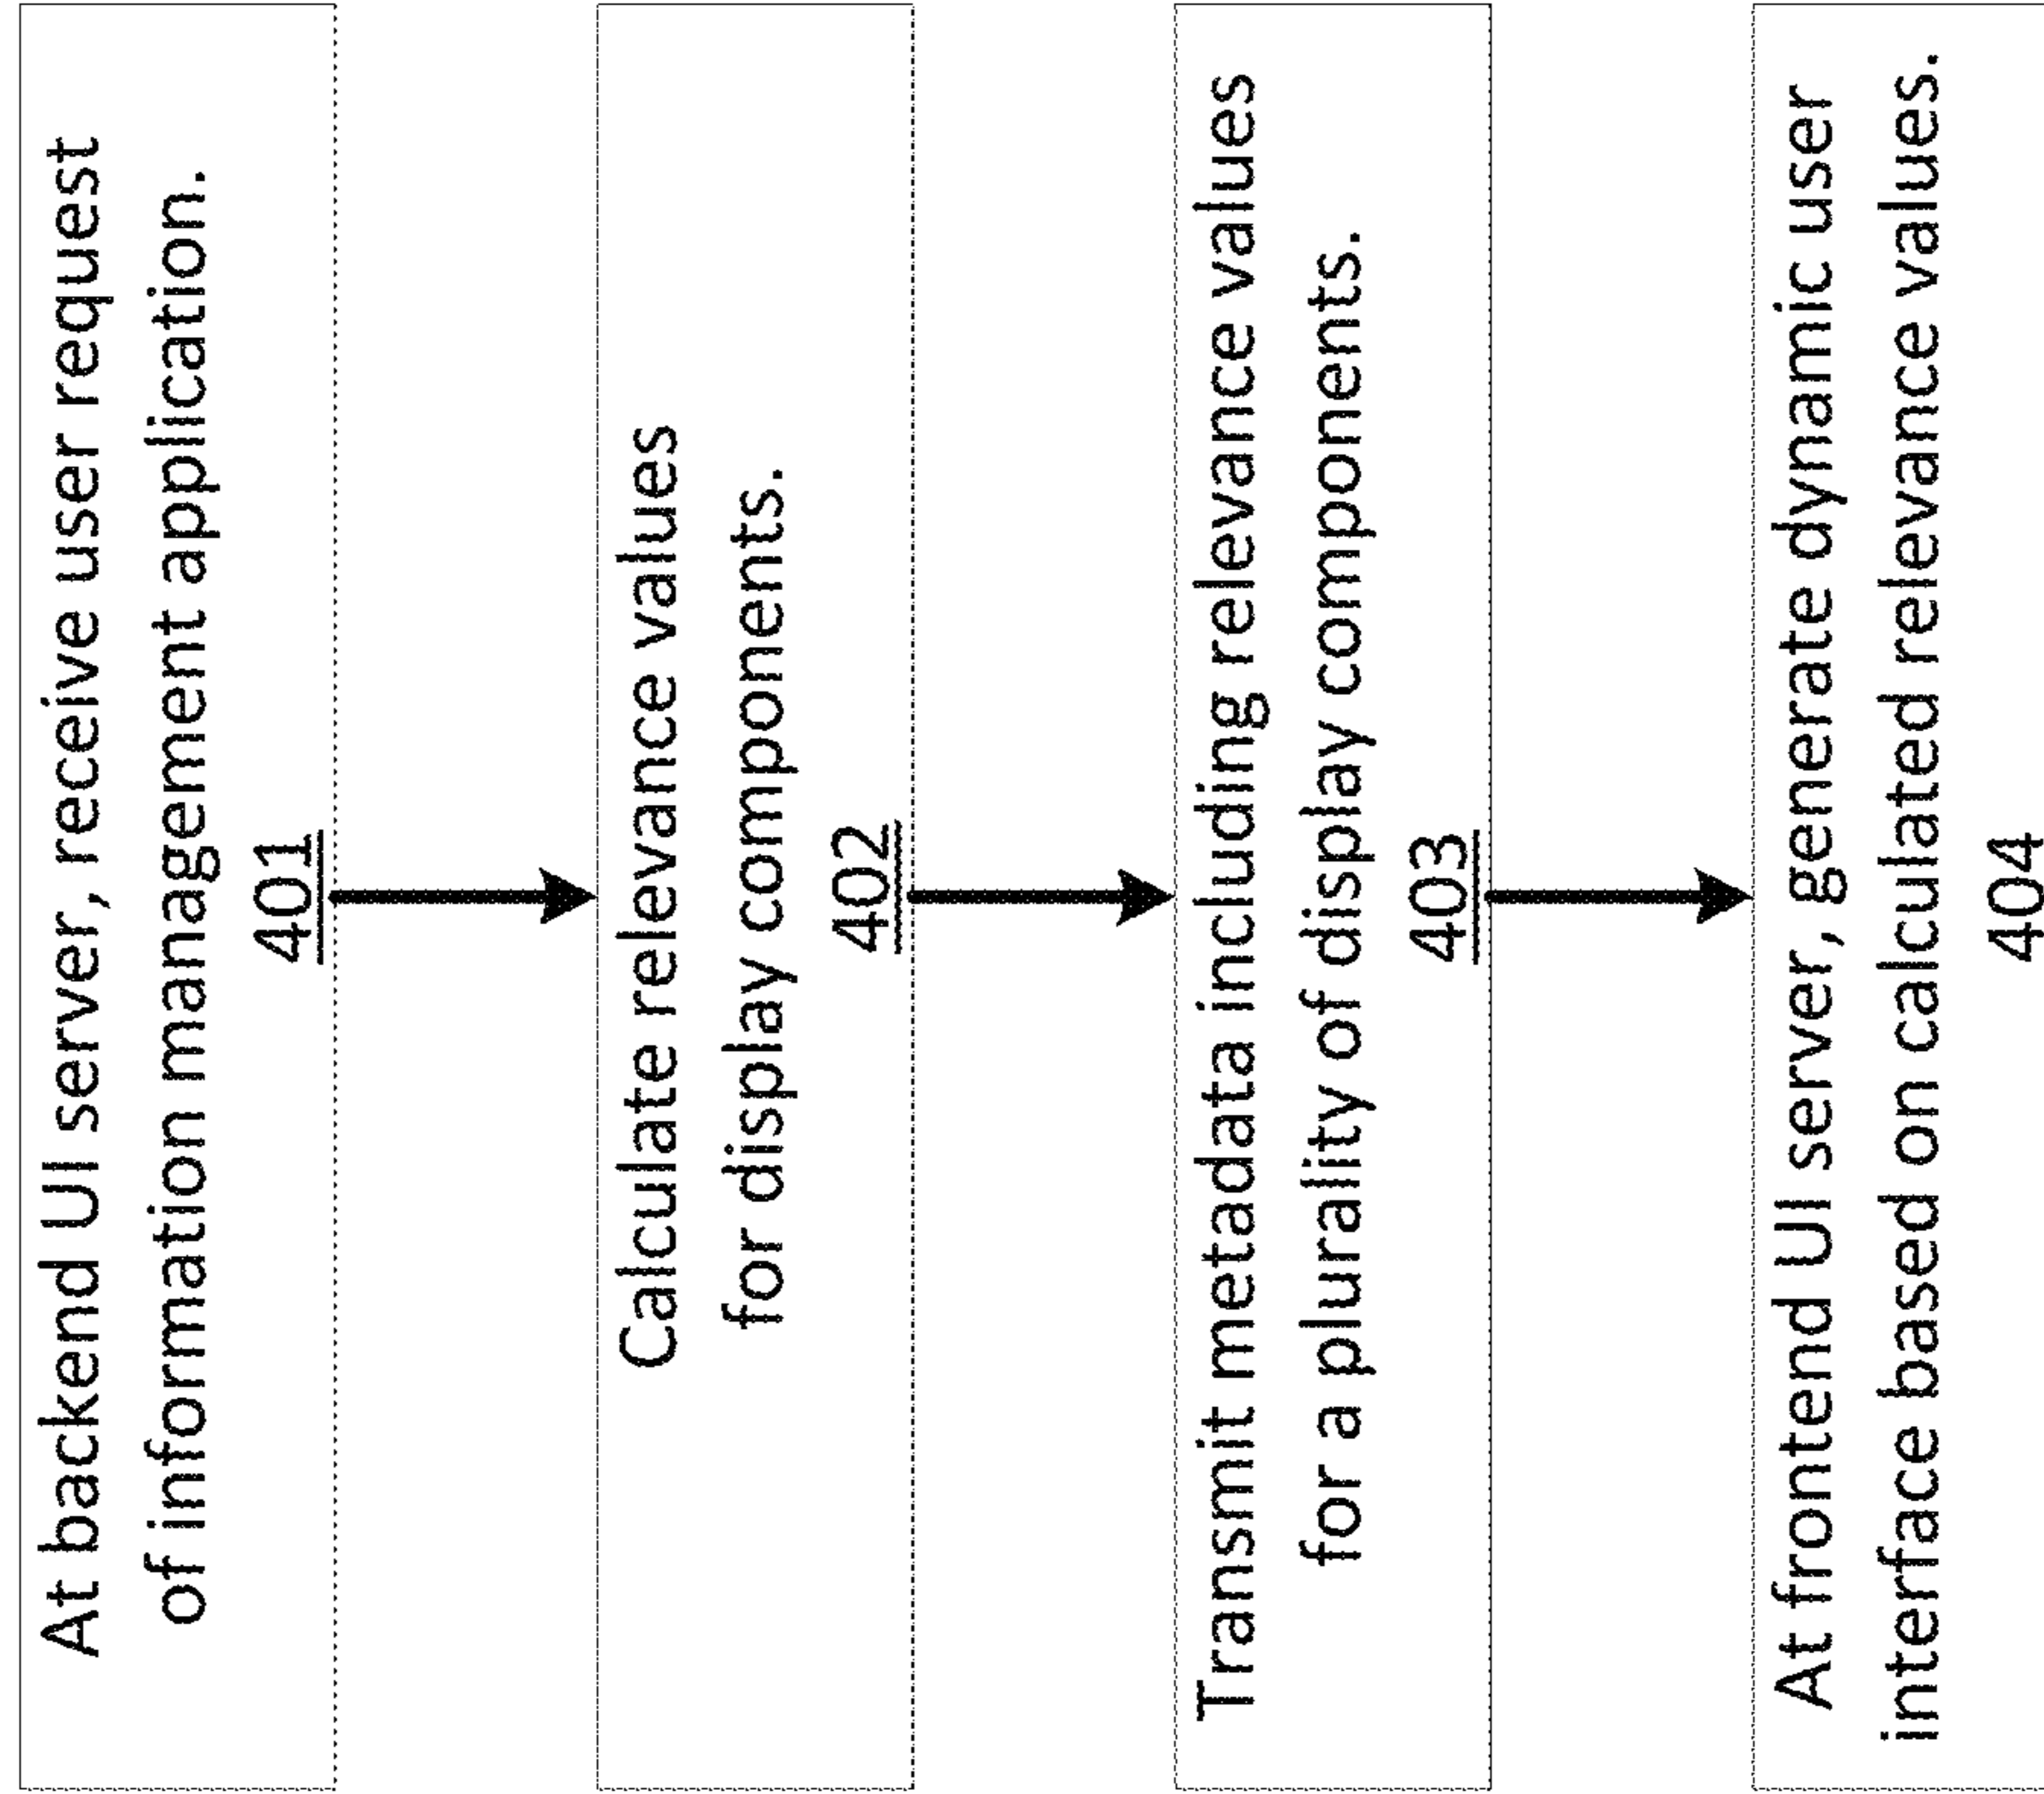 At backend UI server, receive user request
of information management application.
401
Calculate relevance values
for display components.
402
Transmit metadata including relevance values
for a plurality of display components.
403
At frontend UI server, generate dynamic user
interface based on calculated relevance values.
404